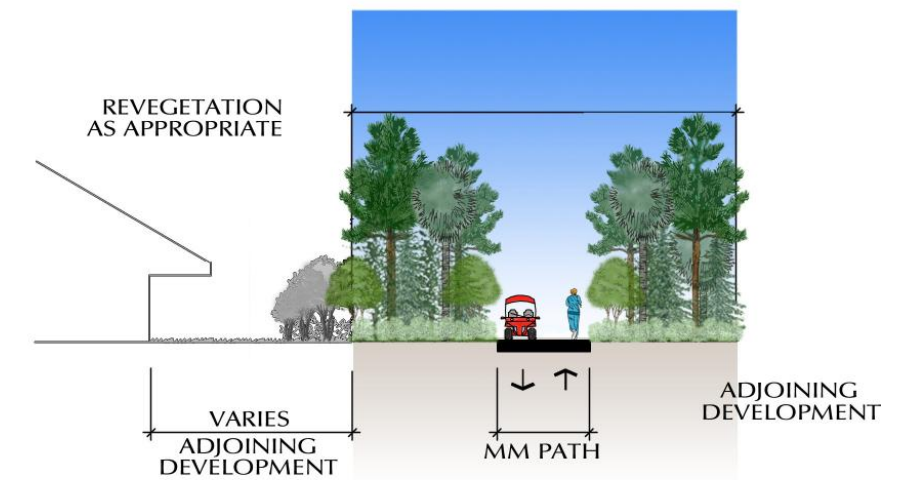 REVEGETATION
AS APPROPRIATE
VARIES
ADJOINING
DEVELOPMENT
MM PATH
ADJOINING
DEVELOPMENT